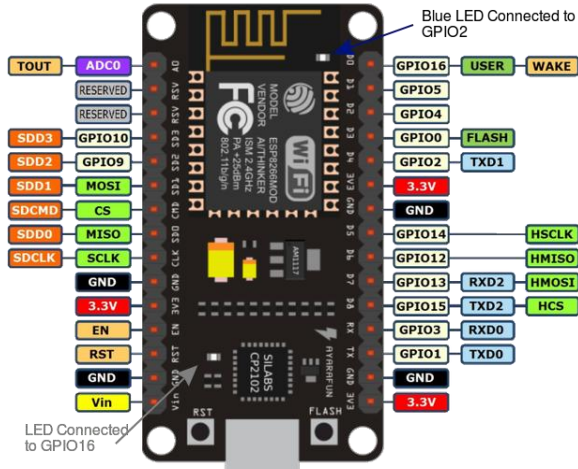 Blue LED Connected to
GPIO2
TOUT ADC0
RESERVED
RESERVED
SDD3 GPIO10
SDD2 GPIO9
SDD1 MOSI
SDCMD CS
SDD0 MISO
SDCLK SCLK
GND
3.3V
EN
RST
GND
Vin
LED Connected
to GPIO16
A0
RSV
RSV
SD3
SD2
SD1
CMD
SD0
CLK
GND
3V3
EN
RST
GND
Vin
MODEL
VENDOR
ESP8266MOD
AI/THINKER
ISM 2.4GHz
PA +25dBm
802.11b/g/n
FC
WiFi
AM1117
SILABS
CP2102
AYARAFUN
RST
FLASH
D0
D1
D2
D3
D4
3V3
GND
D5
D6
D7
D8
RX
TX
GND
3V3
GPIO16 USER WAKE
GPIO5
GPIO4
GPIO0 FLASH
GPIO2 TXD1
3.3V
GND
GPIO14 HSCLK
GPIO12 HMISO
GPIO13 RXD2 HMOSI
GPIO15 TXD2 HCS
GPIO3 RXD0
GPIO1 TXD0
GND
3.3V